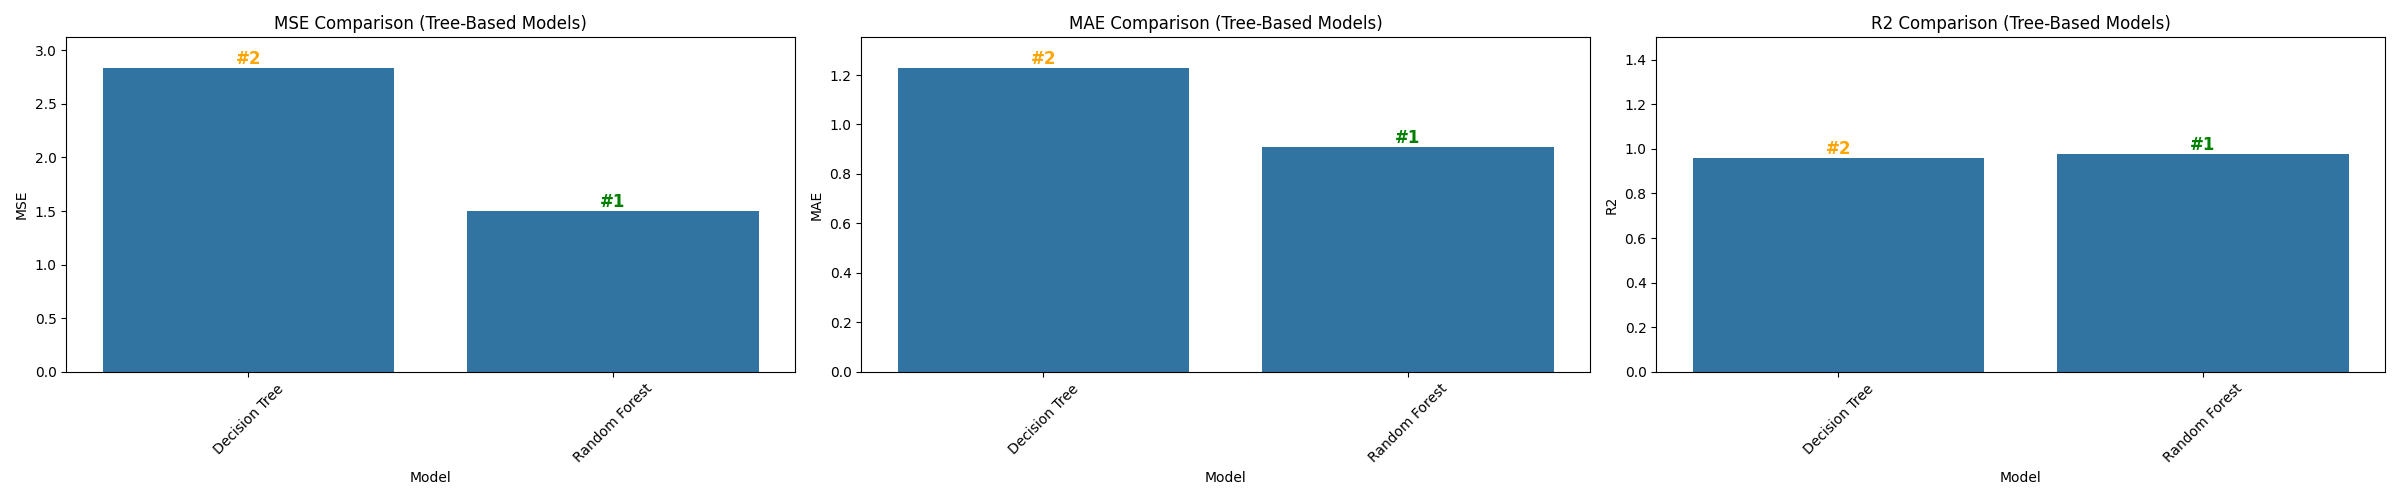 MSE Comparison (Tree-Based Models)
MSE
3.0
2.5
2.0
1.5
1.0
0.5
0.0
#2
#1
Decision Tree
Random Forest
Model
MAE Comparison (Tree-Based Models)
MAE
1.2
1.0
0.8
0.6
0.4
0.2
0.0
#2
#1
Decision Tree
Random Forest
Model
R2 Comparison (Tree-Based Models)
R2
1.4
1.2
1.0
0.8
0.6
0.4
0.2
0.0
#2
#1
Decision Tree
Random Forest
Model